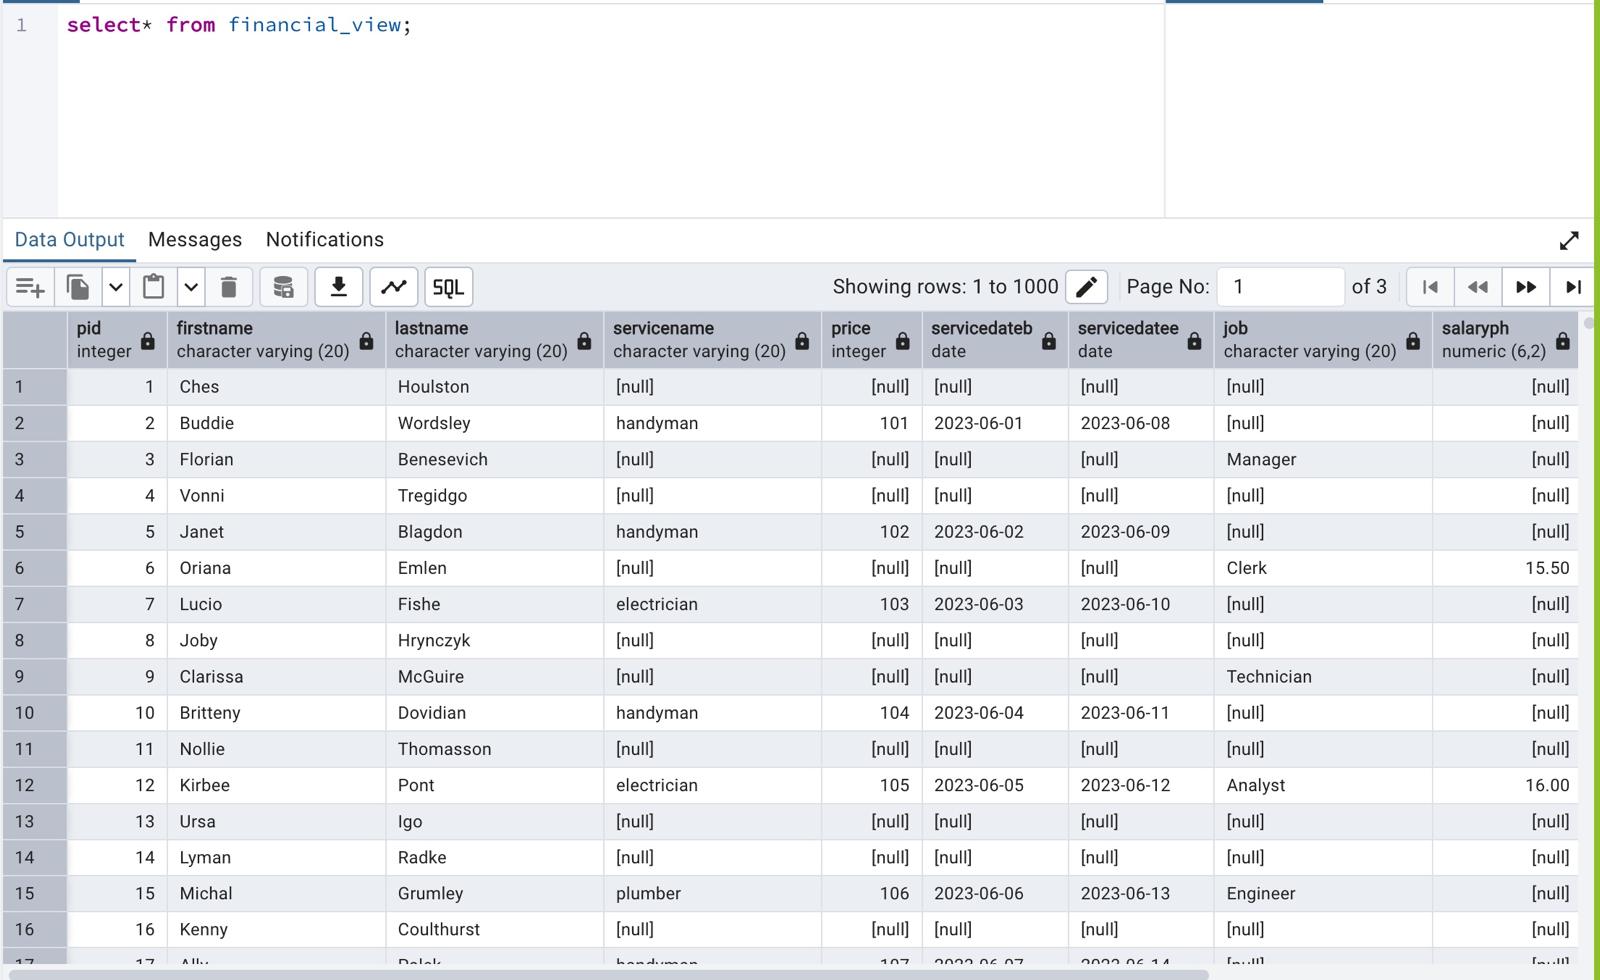 1 select* from financial_view;
Data Output Messages Notifications
SQL Showing rows: 1 to 1000 Page No: 1 of 3
pid firstname lastname servicename price servicedateb servicedatee job salaryph
integer character varying (20) character varying (20) character varying (20) integer date date character varying (20) numeric (6,2)
1 1 Ches Houlston [null] [null] [null] [null] [null] [null]
2 2 Buddie Wordsley handyman 101 2023-06-01 2023-06-08 [null] [null]
3 3 Florian Benesevich [null] [null] [null] [null] Manager [null]
4 4 Vonni Tregidgo [null] [null] [null] [null] [null] [null]
5 5 Janet Blagdon handyman 102 2023-06-02 2023-06-09 [null] [null]
6 6 Oriana Emlen [null] [null] [null] [null] Clerk 15.50
7 7 Lucio Fishe electrician 103 2023-06-03 2023-06-10 [null] [null]
8 8 Joby Hrynczyk [null] [null] [null] [null] [null] [null]
9 9 Clarissa McGuire [null] [null] [null] [null] Technician [null]
10 10 Britteny Dovidian handyman 104 2023-06-04 2023-06-11 [null] [null]
11 11 Nollie Thomasson [null] [null] [null] [null] [null] [null]
12 12 Kirbee Pont electrician 105 2023-06-05 2023-06-12 Analyst 16.00
13 13 Ursa Igo [null] [null] [null] [null] [null] [null]
14 14 Lyman Radke [null] [null] [null] [null] [null] [null]
15 15 Michal Grumley plumber 106 2023-06-06 2023-06-13 Engineer [null]
16 16 Kenny Coulthurst [null] [null] [null] [null] [null] [null]
17 17 handyman 107 2023-06-07 2023-06-14 [null] [null]